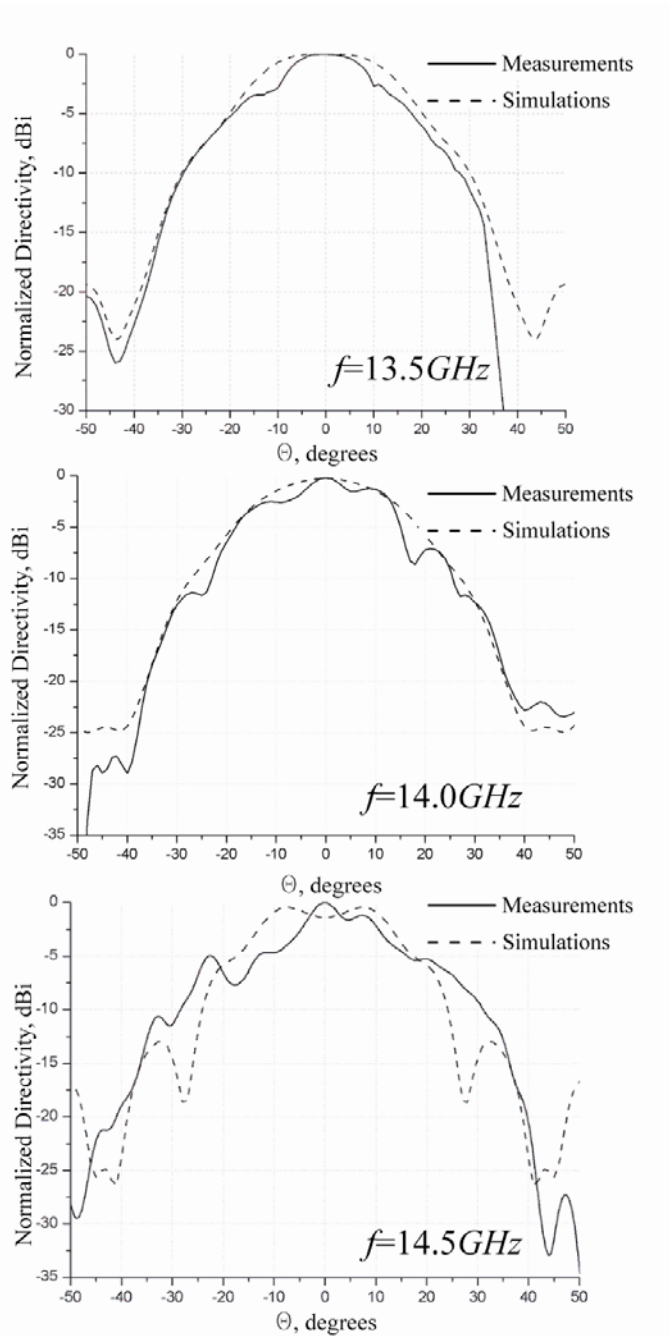 0
-5
-10
-15
-20
-25
-30
Normalized Directivity, dBi
Measurements
Simulations
f=13.5GHz
-50 -40 -30 -20 -10 0 10 20 30 40 50
Θ, degrees
0
-5
-10
-15
-20
-25
-30
-35
Normalized Directivity, dBi
Measurements
Simulations
f=14.0GHz
-50 -40 -30 -20 -10 0 10 20 30 40 50
Θ, degrees
0
-5
-10
-15
-20
-25
-30
-35
Normalized Directivity, dBi
Measurements
Simulations
f=14.5GHz
-50 -40 -30 -20 -10 0 10 20 30 40 50
Θ, degrees